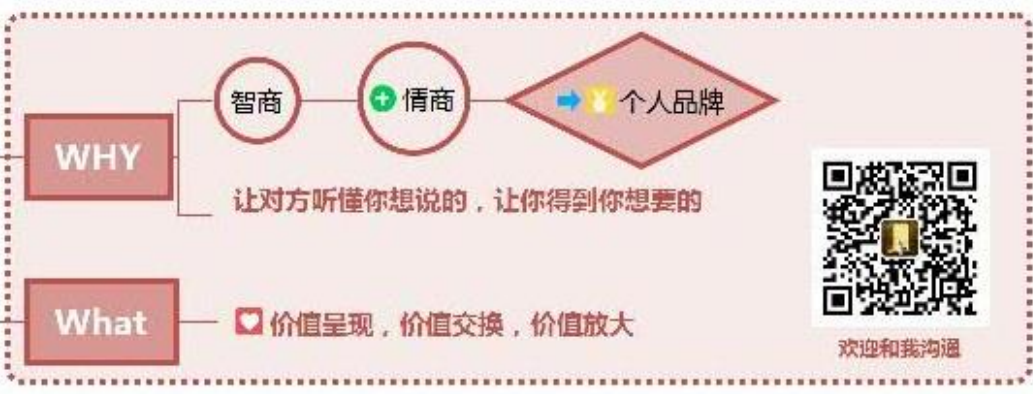 WHY
智商
情商
个人品牌
让对方听懂你想说的，让你得到你想要的
What
价值呈现，价值交换，价值放大
欢迎和我沟通